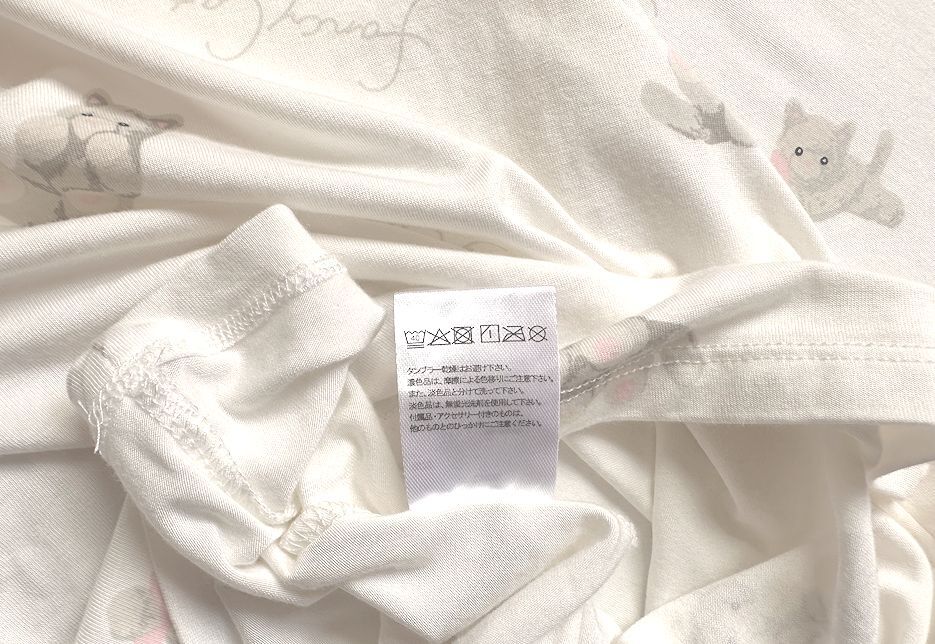 Fancy Cat
40
タンブラー乾燥はお避け下さい。
濃色品は、摩擦による色移りにご注意下さい。
また、淡色品と分けて洗って下さい。
淡色品は、無蛍光洗剤を使用して下さい。
付属品・アクセサリー付きのものは、
他のものとのひっかけにご注意ください。